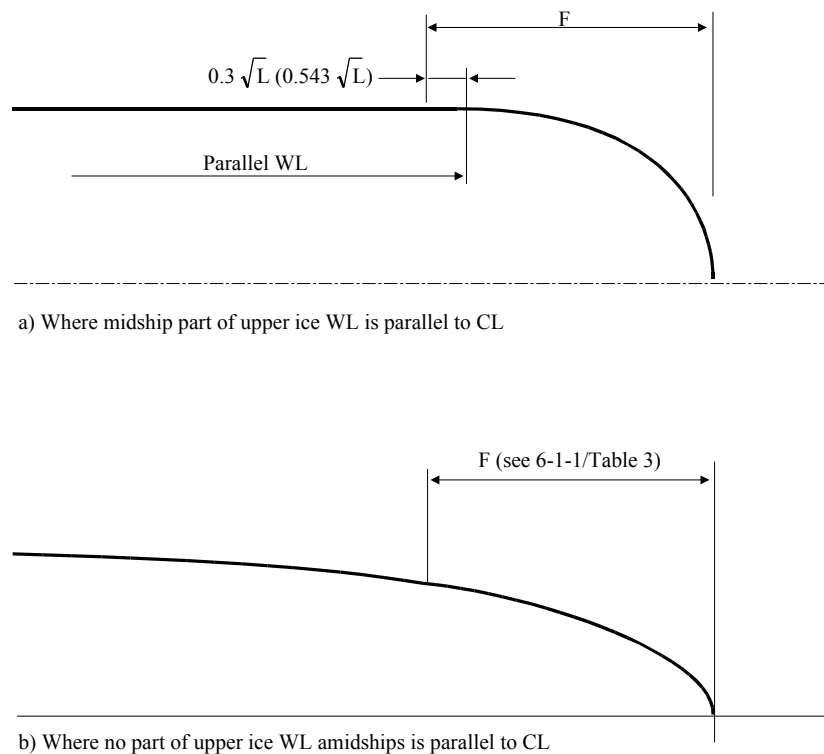 F
0.3 √L (0.543 √L)
Parallel WL
a) Where midship part of upper ice WL is parallel to CL
F (see 6-1-1/Table 3)
b) Where no part of upper ice WL amidships is parallel to CL